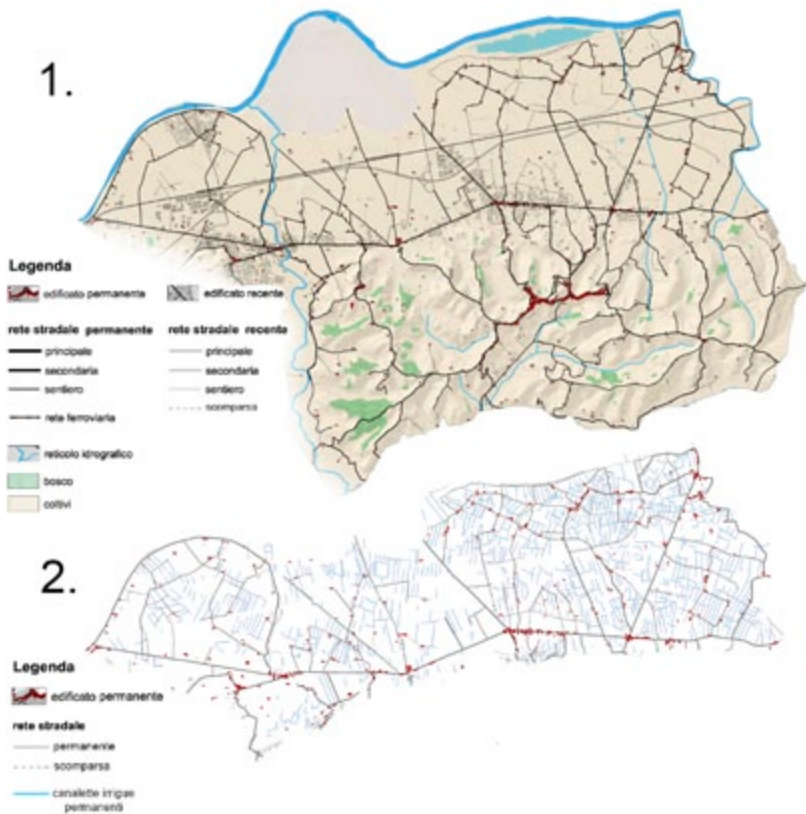 1.
Legenda
edificato permanente
edificato recente
rete stradale permanente
rete stradale recente
principale
principale
secondaria
secondaria
sentiero
sentiero
scomparsa
rete ferroviaria
reticolo idrografico
bosco
coltivi
2.
Legenda
edificato permanente
rete stradale
permanente
scomparsa
canalette irrigae
permanenti